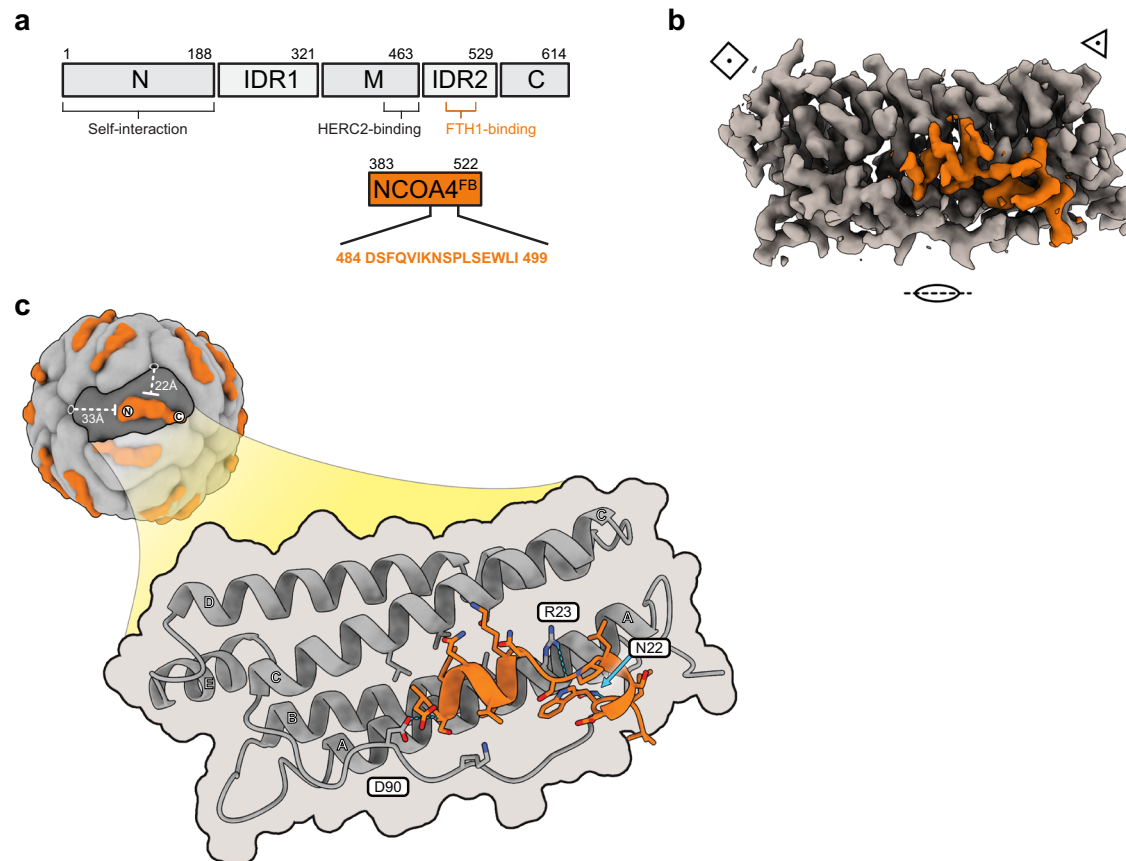 a
1 188 321 463 529 614
N IDR1 M IDR2 C
Self-interaction HERC2-binding FTH1-binding
383 522
NCOA4FB
484 DSFQVIKNSPLSEWLI 499
b
c
22Å
33Å
N
C
C
D
R23
A
N22
E
C
B
A
D90